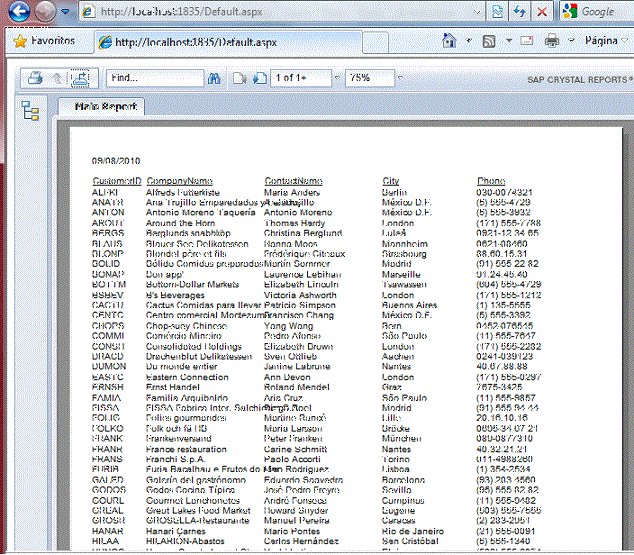 http://localhost:1835/Default.aspx
Google
Favoritos
http://localhost:1835/Default.aspx
Página
Find...
1 of 1+
75%
SAP CRYSTAL REPORTS®
Main Report
09/08/2010
CustomerID CompanyName ContactName City Phone
ALFKI Alfreds Futterkiste Maria Anders Berlin 030-0074321
ANATR Ana Trujillo Emparedados y México D.F. (5) 555-4729
ANTON Antonio Moreno Taquería Antonio Moreno México D.F. (5) 555-3932
AROUT Around the Horn Thomas Hardy London (171) 555-7788
BERGS Berglunds snabbköp Christina Berglund Luleå 0921-12 34 65
BLAUS Blauer See Delikatessen Hanna Moos Mannheim 0621-08460
BLONP Blondel père et fils Frédérique Citeaux Strasbourg 88.60.15.31
BOLID Bólido Comidas preparadas Martín Sommer Madrid (91) 555 22 82
BONAP Bon app' Laurence Lebihan Marseille 91.24.45.40
BOTTM Bottom-Dollar Markets Elizabeth Lincoln Tsawassen (604) 555-4729
BSBEV B's Beverages Victoria Ashworth London (171) 555-1212
CACTU Cactus Comidas para llevar Patricio Simpson Buenos Aires (1) 135-5555
CENTC Centro comercial Moctezuma Francisco Chang México D.F. (5) 555-3392
CHOPS Chop-suey Chinese Yang Wang Bern 0452-076545
COMMI Comércio Mineiro Pedro Afonso São Paulo (11) 555-7647
CONSH Consolidated Holdings Elizabeth Brown London (171) 555-2282
DRACD Drachenblut Delikatessen Sven Ottlieb Aachen 0241-039123
DUMON Du monde entier Janine Labrune Nantes 40.67.88.88
EASTC Eastern Connection Ann Devon London (171) 555-0297
ERNSH Ernst Handel Roland Mendel Graz 7675-3425
FAMIA Familia Arquibaldo Aria Cruz São Paulo (11) 555-9857
FISSA FISSA Fabrica Inter. Salchichas Madrid (91) 555 94 44
FOLIG Folies gourmandes Martine Rancé Lille 20.16.10.16
FOLKO Folk och fä HB Maria Larsson Bräcke 0695-34 67 21
FRANK Frankenversand Peter Franken München 089-0877310
FRANR France restauration Carine Schmitt Nantes 40.32.21.21
FRANS Franchi S.p.A. Paolo Accorti Torino 011-4988260
FURIB Furia Bacalhau e Frutos do Mar Rodriguez Lisboa (1) 354-2534
GALED Galería del gastrónomo Eduardo Saavedra Barcelona (93) 203 4560
GODOS Godos Cocina Típica José Pedro Freyre Sevilla (95) 555 82 82
GOURL Gourmet Lanchonetes André Fonseca Campinas (11) 555-9482
GREAL Great Lakes Food Market Howard Snyder Eugene (503) 555-7555
GROSR GROSELLA-Restaurante Manuel Pereira Caracas (2) 283-2951
HANAR Hanari Carnes Mario Pontes Rio de Janeiro (21) 555-0091
HILAA HILARION-Abastos Carlos Hernández San Cristóbal (5) 555-1340